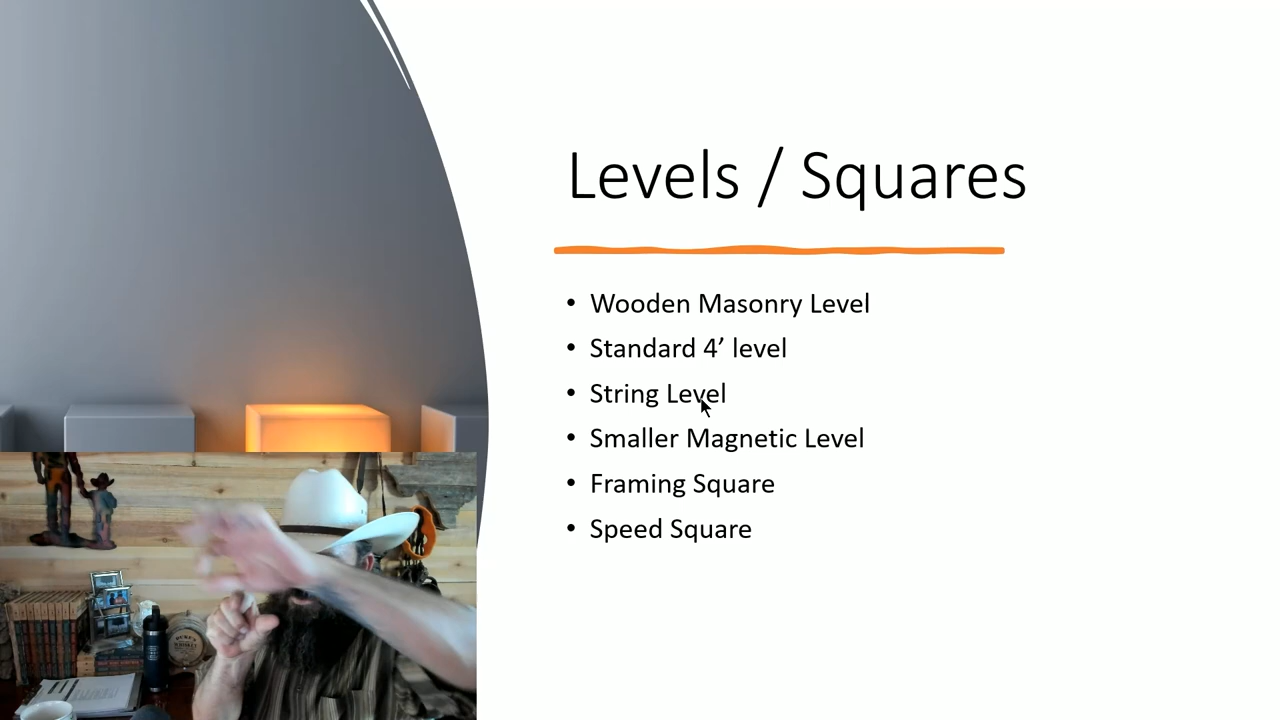 Levels / Squares
• Wooden Masonry Level
• Standard 4’ level
• String Level
• Smaller Magnetic Level
• Framing Square
• Speed Square